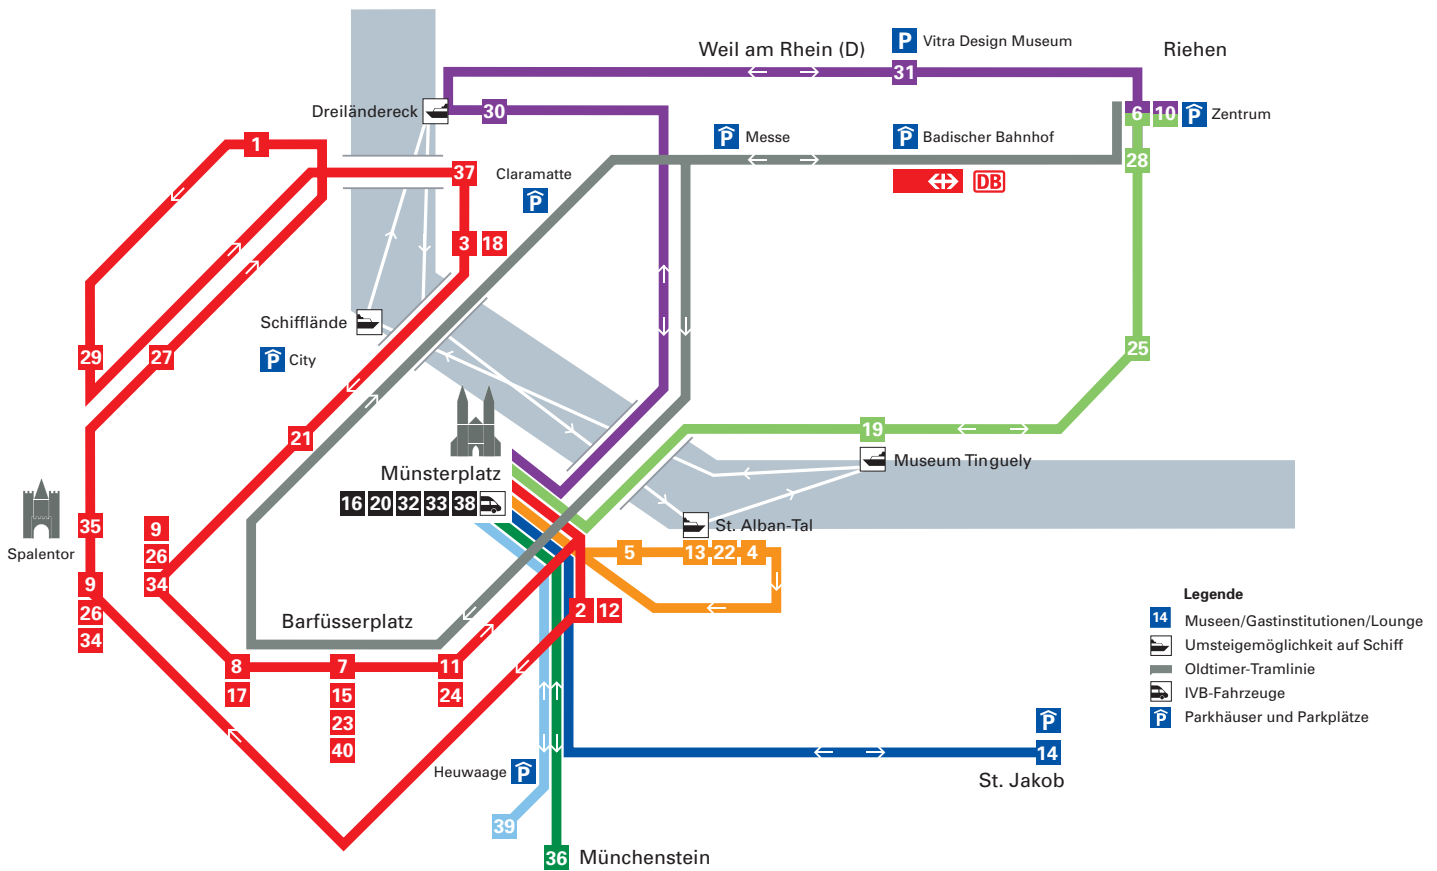 Weil am Rhein (D)
P Vitra Design Museum
Riehen
31
Dreiländereck
30
6 10 P Zentrum
P Messe
P Badischer Bahnhof
1
28
37
Claramatte
DB
P
3 18
Schifflände
29
27
P City
25
21
19
Münsterplatz
Museum Tinguely
16 20 32 33 38
35
9
St. Alban-Tal
Spalentor
26
5 13 22 4
9
34
26
34
2 12
Barfüsserplatz
8
7
11
17
15
24
23
40
P
14
Heuwaage P
St. Jakob
39
36 Münchenstein
Legende
14 Museen/Gastinstitutionen/Lounge
Umsteigemöglichkeit auf Schiff
Oldtimer-Tramlinie
IVB-Fahrzeuge
P Parkhäuser und Parkplätze